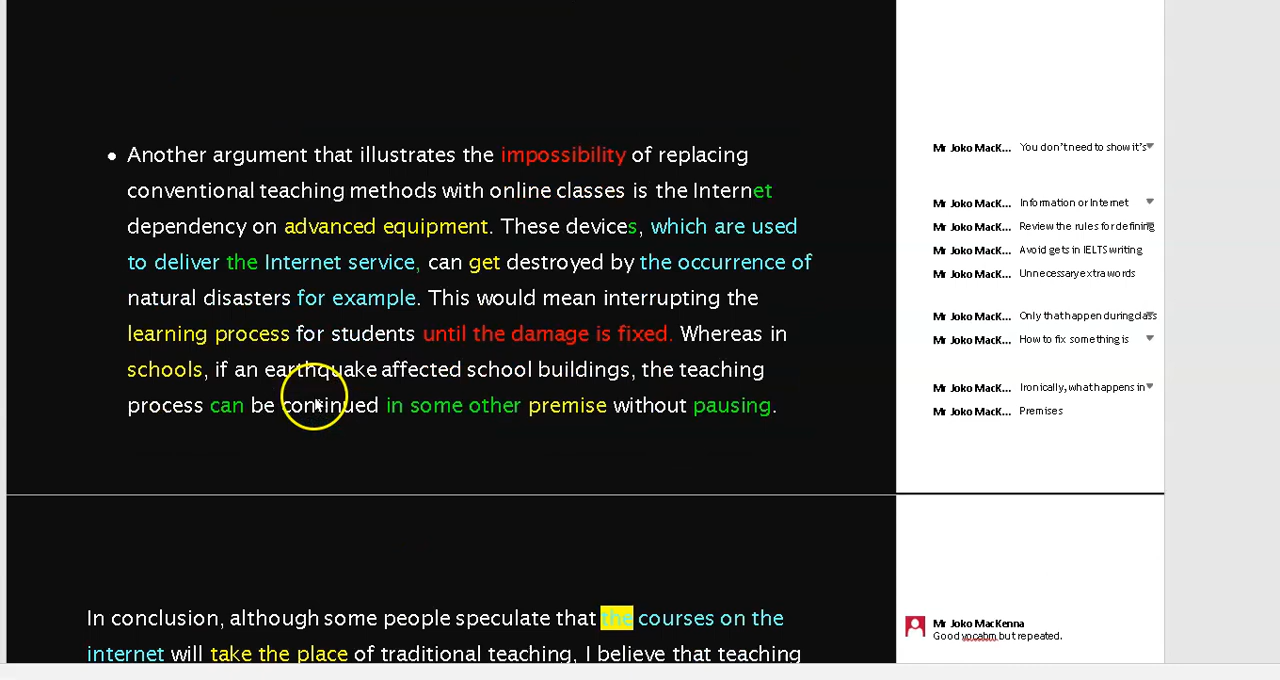 Another argument that illustrates the impossibility of replacing
conventional teaching methods with online classes is the Internet
dependency on advanced equipment. These devices, which are used
to deliver the Internet service, can get destroyed by the occurrence of
natural disasters for example. This would mean interrupting the
learning process for students until the damage is fixed. Whereas in
schools, if an earthquake affected school buildings, the teaching
process can be continued in some other premise without pausing.
In conclusion, although some people speculate that the courses on the
internet will take the place of traditional teaching, I believe that teaching
Mr Joko MacK... You don't need to show it's
Mr Joko MacK... Information or Internet
Mr Joko MacK... Review the rules for defining
Mr Joko MacK... Avoid gets in IELTS writing
Mr Joko MacK... Unnecessary extra words
Mr Joko MacK... Only that happen during class
Mr Joko MacK... How to fix something is
Mr Joko MacK... Ironically, what happens in
Mr Joko MacK... Premises
Mr Joko MacKenna
Good vocabm but repeated.